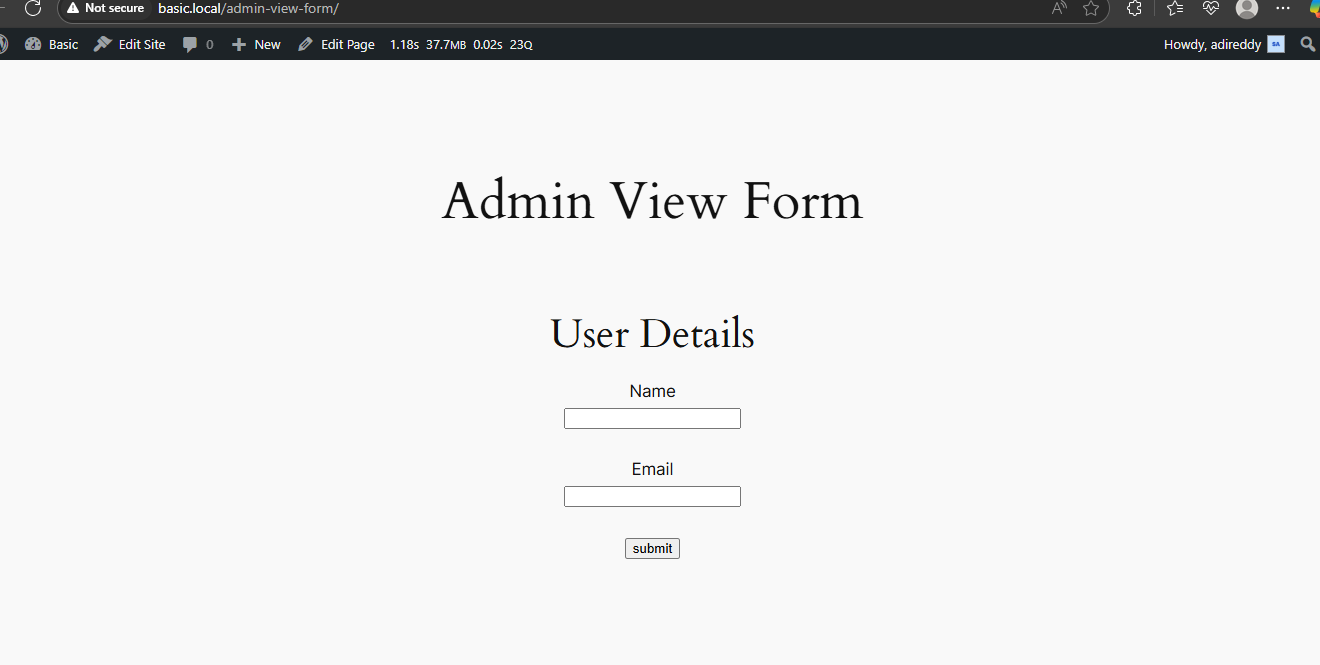 Not secure basic.local/admin-view-form/
Basic Edit Site 0 New Edit Page 1.18s 37.7MB 0.02s 23Q Howdy, adireddy SA
Admin View Form
User Details
Name
Email
submit